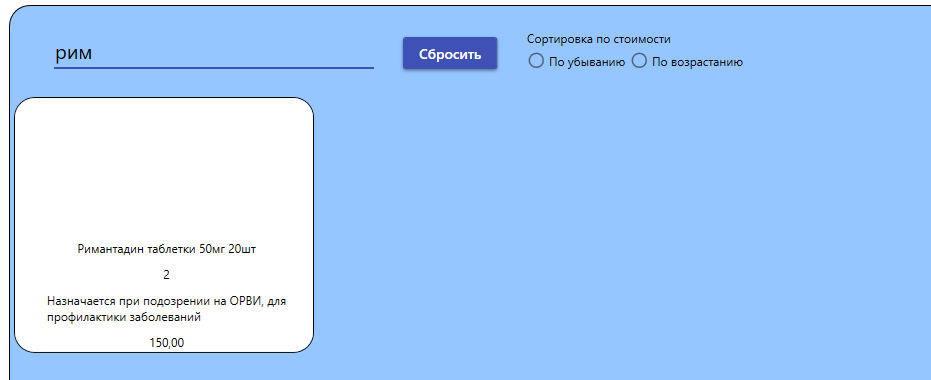 рим
Сбросить
Сортировка по стоимости
По убыванию
По возрастанию
Римантадин таблетки 50мг 20шт
2
Назначается при подозрении на ОРВИ, для
профилактики заболеваний
150,00